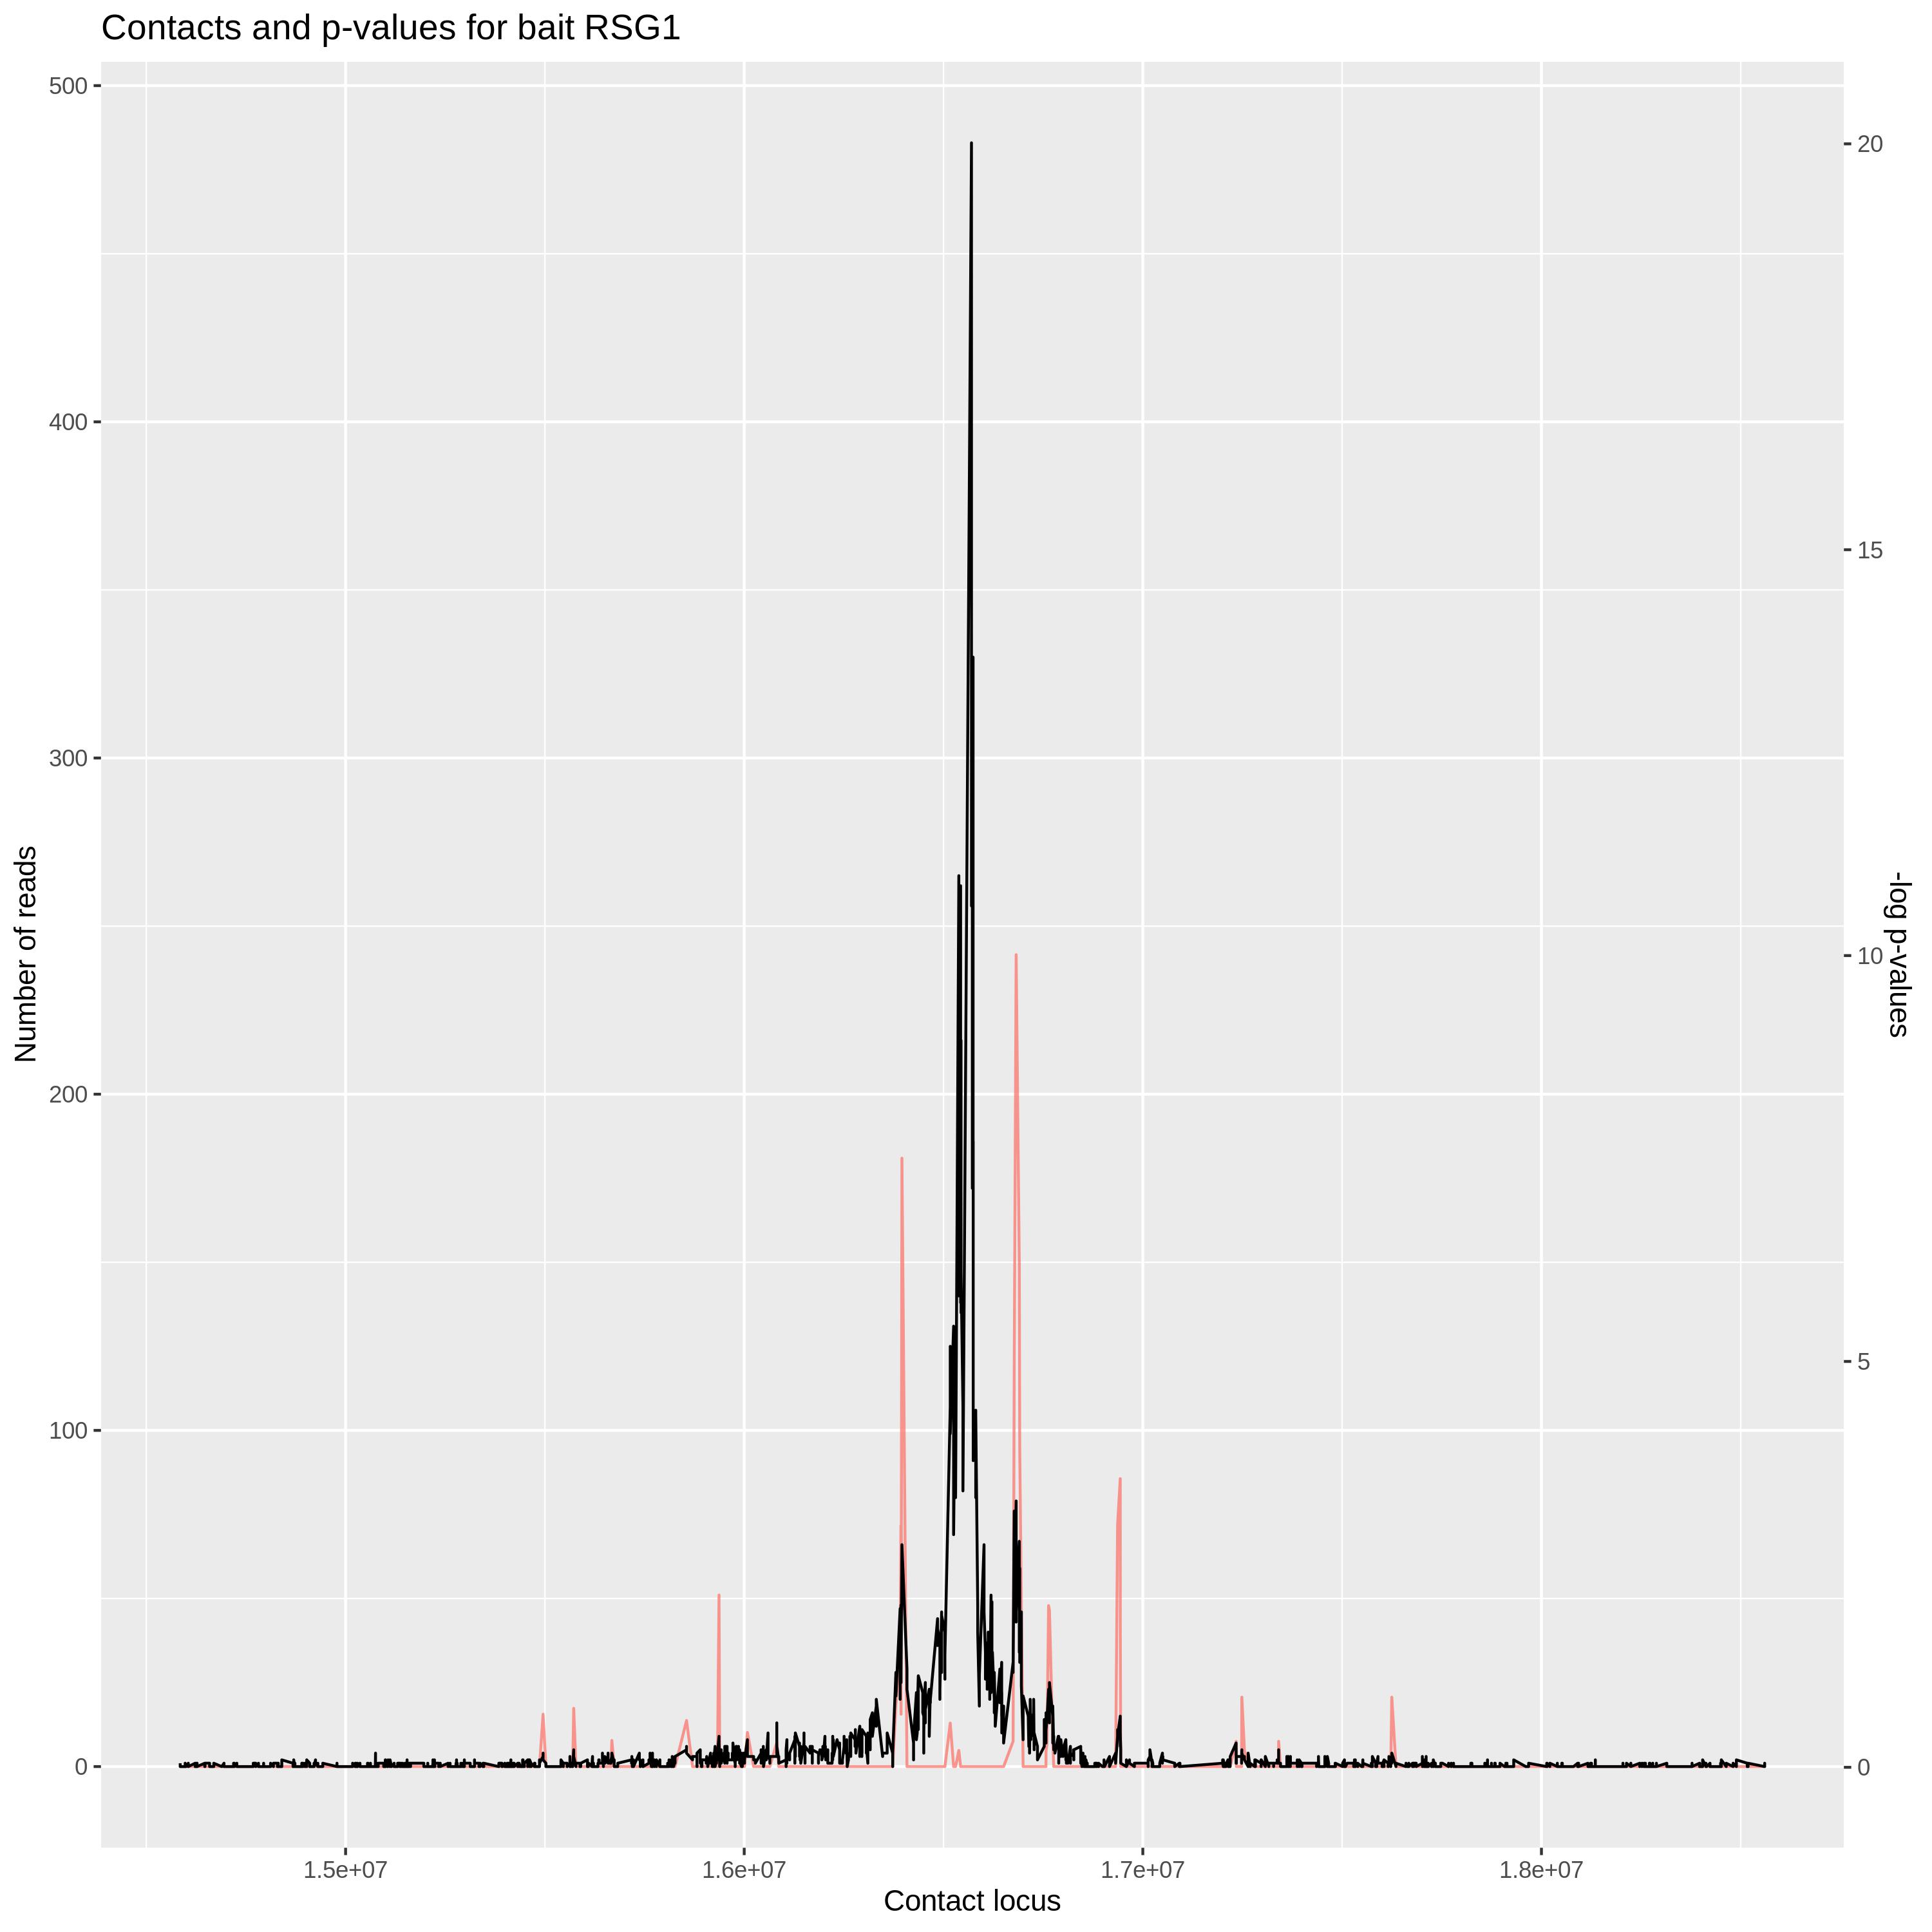 Contacts and p-values for bait RSG1
500
400
300
200
100
0
Number of reads
20
15
10
5
0
-log p-values
1.5e+07
1.6e+07
1.7e+07
1.8e+07
Contact locus